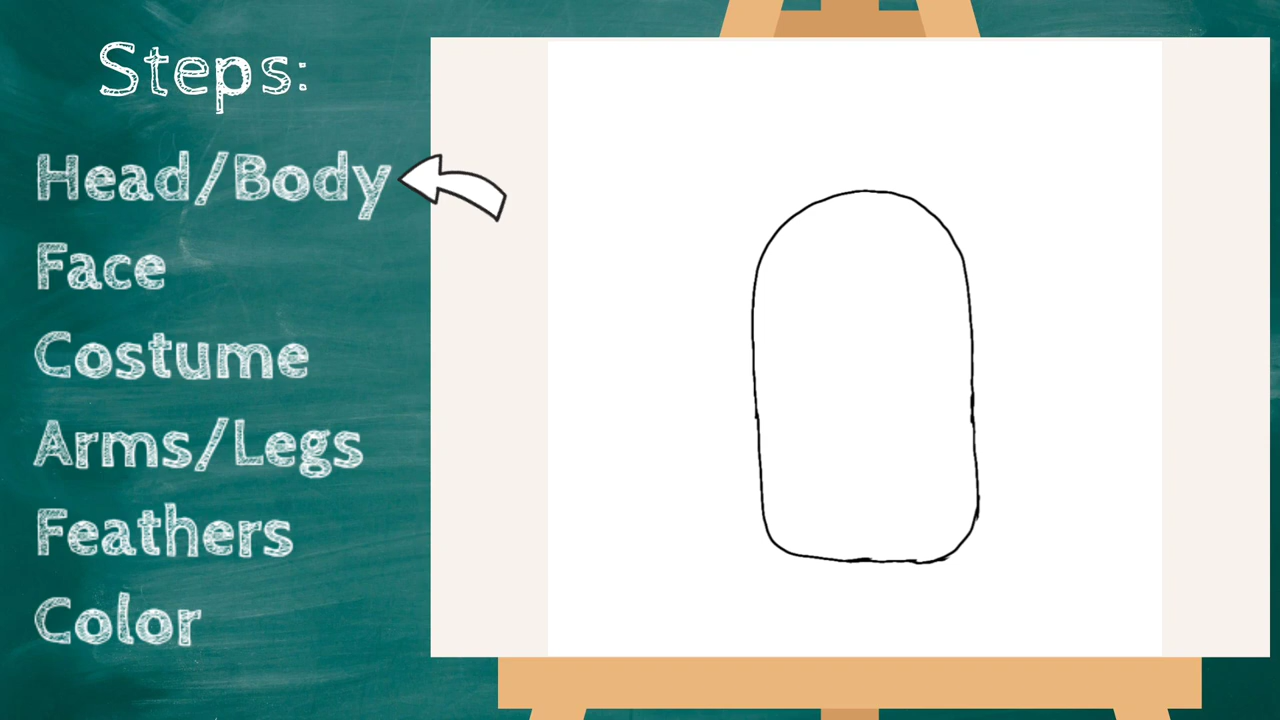 Steps:
Head/Body
Face
Costume
Arms/Legs
Feathers
Color